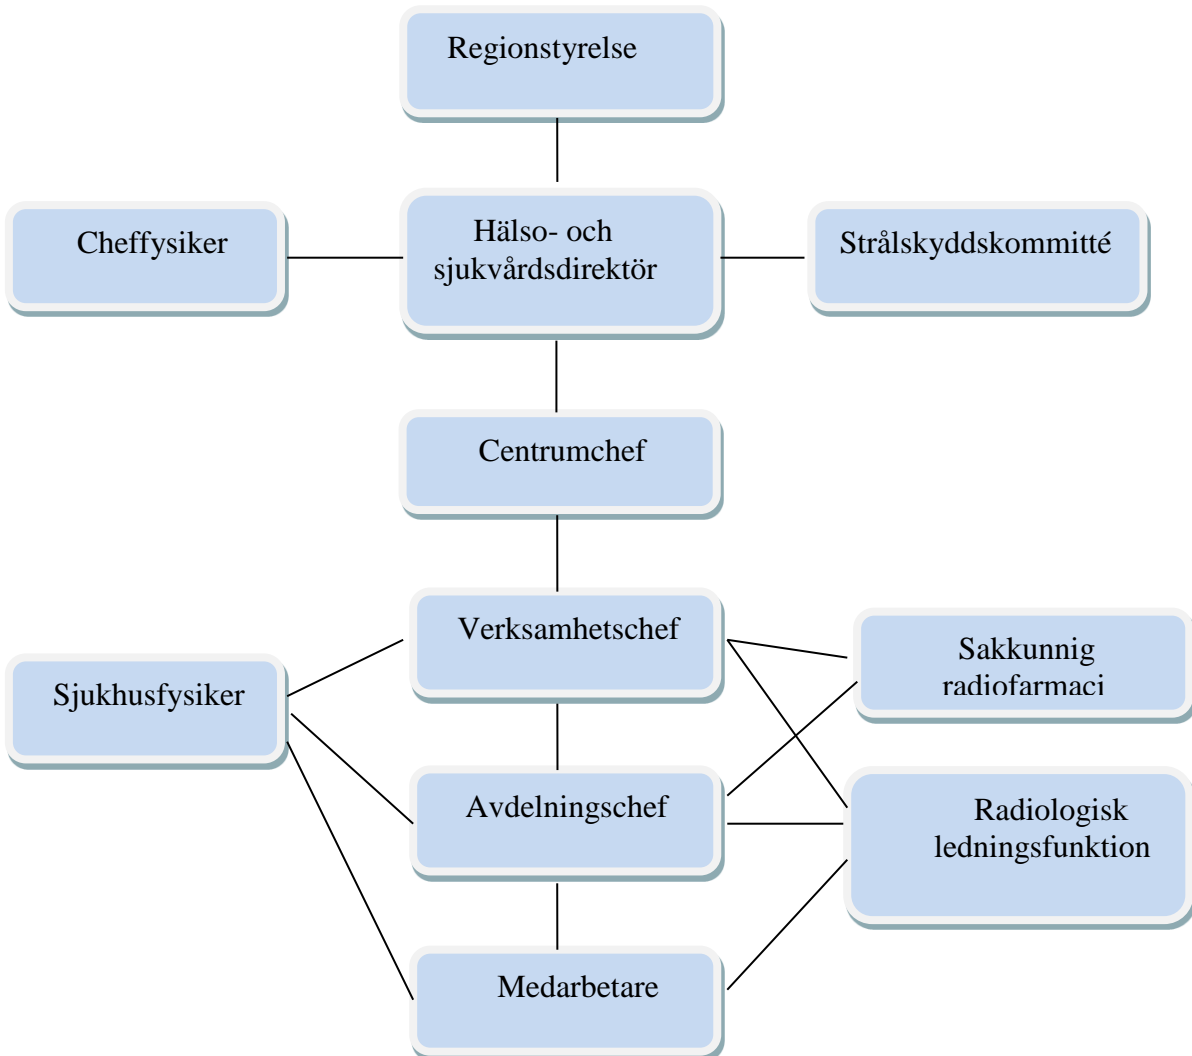 Regionstyrelse
Cheffysiker
Hälso- och
sjukvårdsdirektör
Strålskyddskommitté
Centrumchef
Verksamhetschef
Sjukhusfysiker
Sakkunnig
radiofarmaci
Avdelningschef
Radiologisk
ledningsfunktion
Medarbetare